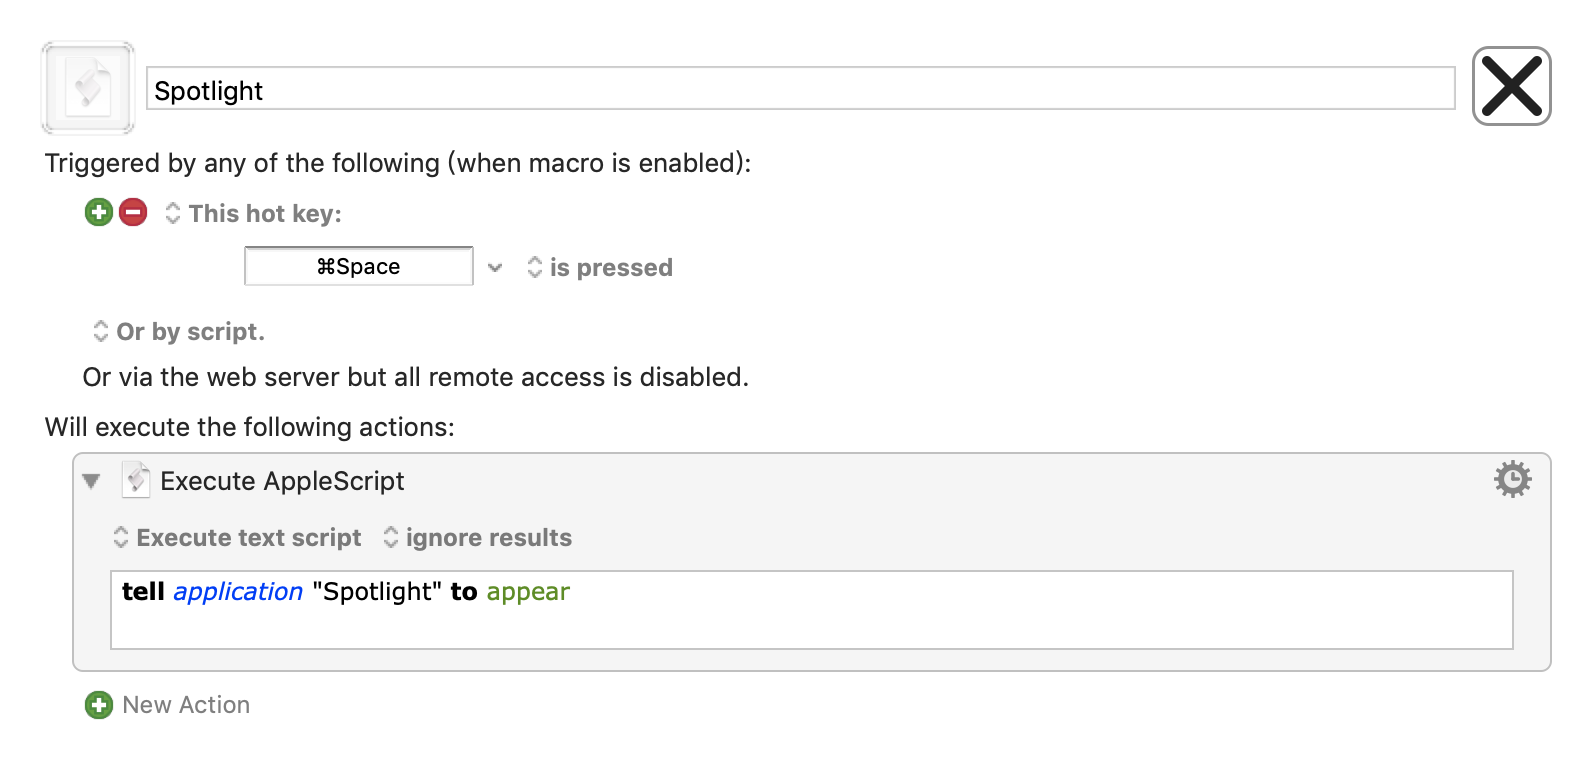 Spotlight
Triggered by any of the following (when macro is enabled):
This hot key:
⌘Space
is pressed
Or by script.
Or via the web server but all remote access is disabled.
Will execute the following actions:
Execute AppleScript
Execute text script ignore results
tell application "Spotlight" to appear
New Action